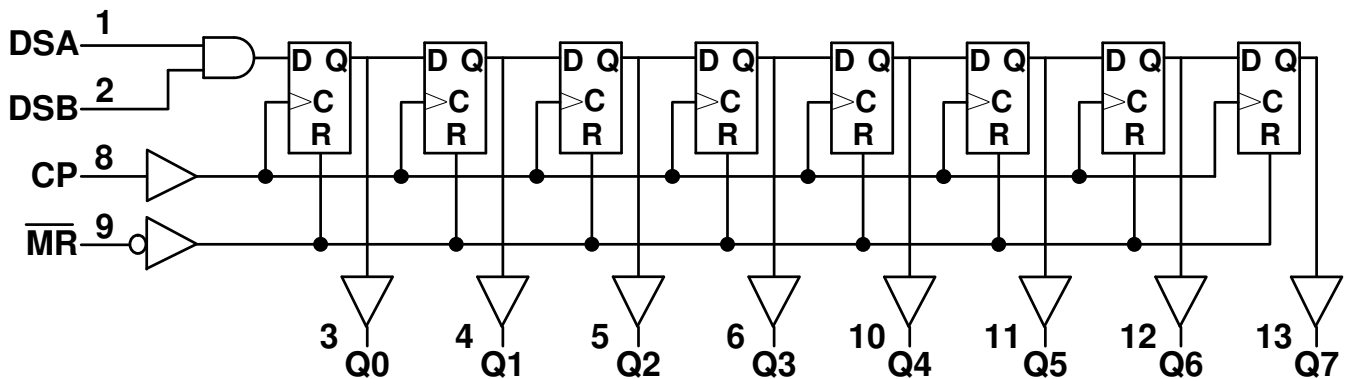 1
DSA
D Q D Q D Q D Q D Q D Q D Q D Q
2
DSB
C C C C C C C C
R R R R R R R R
8
CP
9
M̅R̅
3 4 5 6 10 11 12 13
Q0 Q1 Q2 Q3 Q4 Q5 Q6 Q7